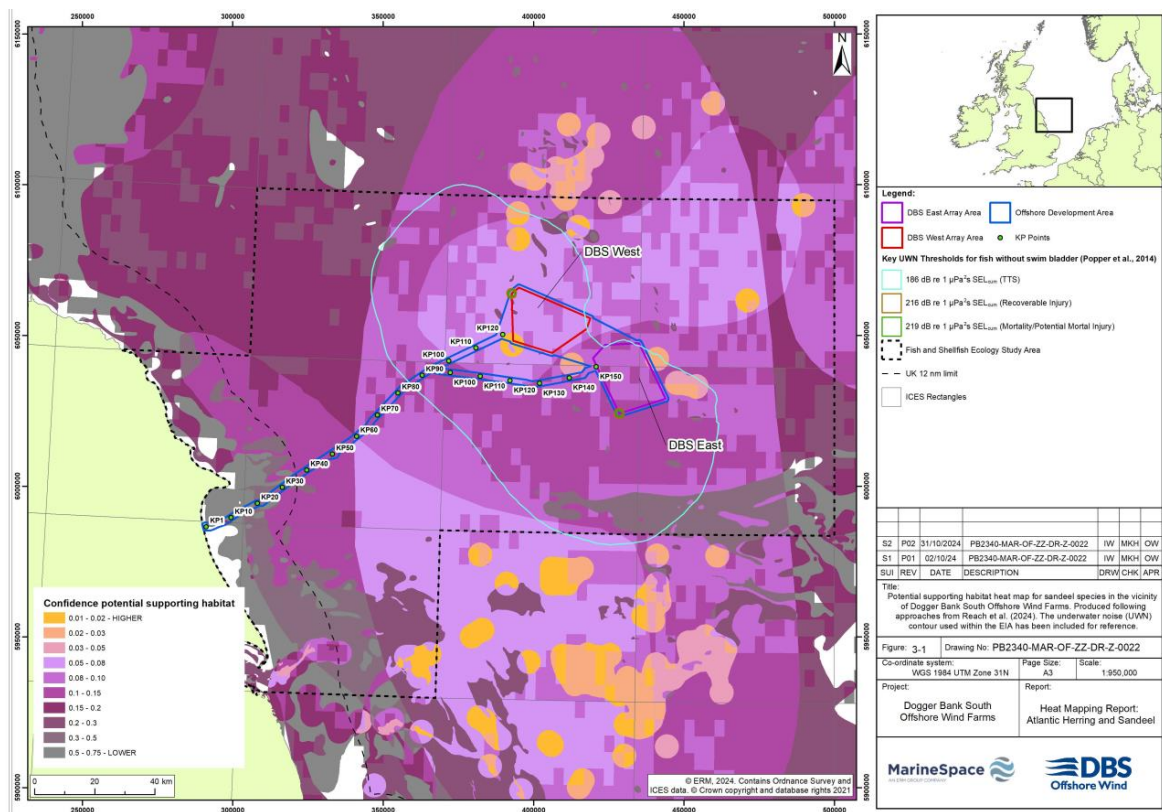 250000 300000 350000 400000 450000 500000
6150000
6100000
6050000
6000000
5950000
5900000
N
DBS West
DBS East
KP120
KP110
KP100
KP90
KP80
KP70
KP60
KP50
KP40
KP30
KP20
KP10
KP1
KP100
KP110
KP120
KP130
KP140
KP150
Confidence potential supporting habitat
0.01 - 0.02 - HIGHER
0.02 - 0.03
0.03 - 0.05
0.05 - 0.08
0.08 - 0.10
0.1 - 0.15
0.15 - 0.2
0.2 - 0.3
0.3 - 0.5
0.5 - 0.75 - LOWER
0 20 40 km
© ERM, 2024. Contains Ordnance Survey and
ICES data. © Crown copyright and database rights 2021
250000 300000 350000 400000 450000 500000
Legend:
DBS East Array Area Offshore Development Area
DBS West Array Area KP Points
Key UWN Thresholds for fish without swim bladder (Popper et al., 2014)
186 dB re 1 µPa²s SELcum (TTS)
216 dB re 1 µPa²s SELcum (Recoverable Injury)
219 dB re 1 µPa²s SELcum (Mortality/Potential Mortal Injury)
Fish and Shellfish Ecology Study Area
UK 12 nm limit
ICES Rectangles
S2 P02 31/10/2024 PB2340-MAR-OF-ZZ-DR-Z-0022 IW MKH OW
S1 P01 02/10/24 PB2340-MAR-OF-ZZ-DR-Z-0022 IW MKH OW
SUI REV DATE DESCRIPTION DRW CHK APR
Title:
Potential supporting habitat heat map for sandeel species in the vicinity
of Dogger Bank South Offshore Wind Farms. Produced following
approaches from Reach et al. (2024). The underwater noise (UWN)
contour used within the EIA has been included for reference.
Figure: 3-1 Drawing No: PB2340-MAR-OF-ZZ-DR-Z-0022
Co-ordinate system: Page Size: Scale:
WGS 1984 UTM Zone 31N A3 1:950,000
Project: Report:
Dogger Bank South
Offshore Wind Farms
Heat Mapping Report:
Atlantic Herring and Sandeel
MarineSpace
AN ERM GROUP COMPANY
DBS
Offshore Wind